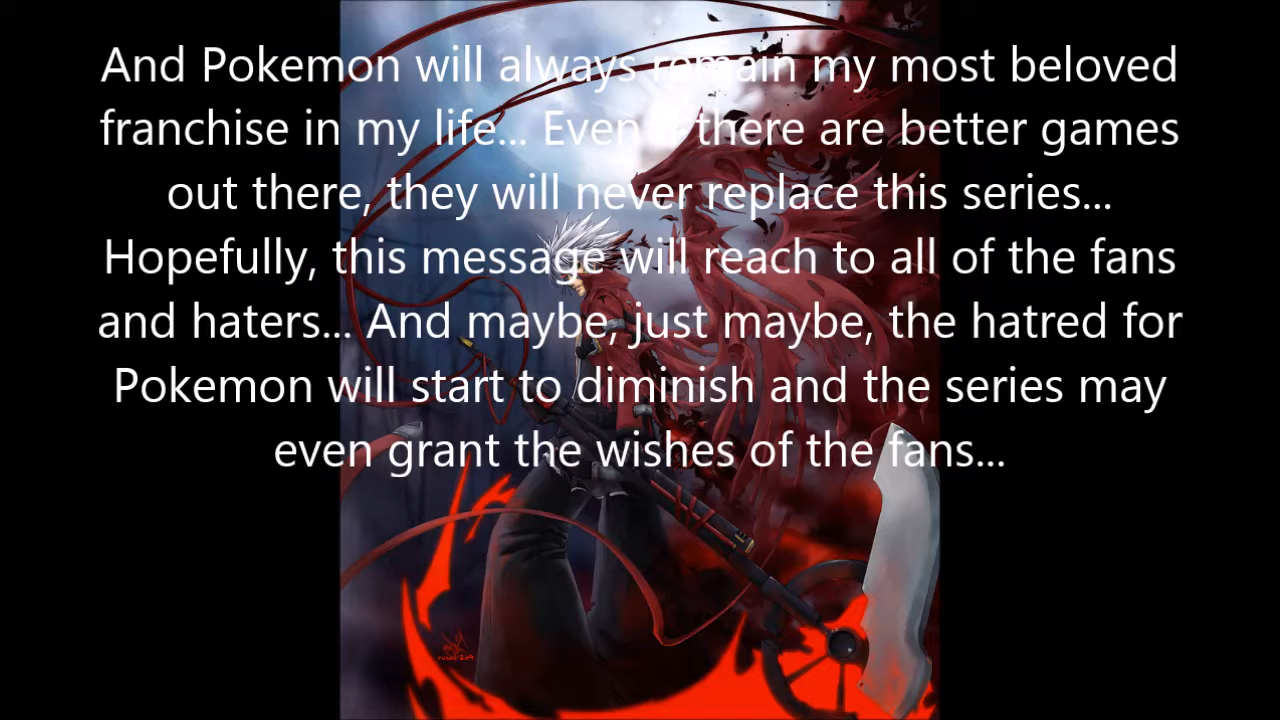 And Pokemon will always remain my most beloved
franchise in my life... Even if there are better games
out there, they will never replace this series...
Hopefully, this message will reach to all of the fans
and haters... And maybe, just maybe, the hatred for
Pokemon will start to diminish and the series may
even grant the wishes of the fans...